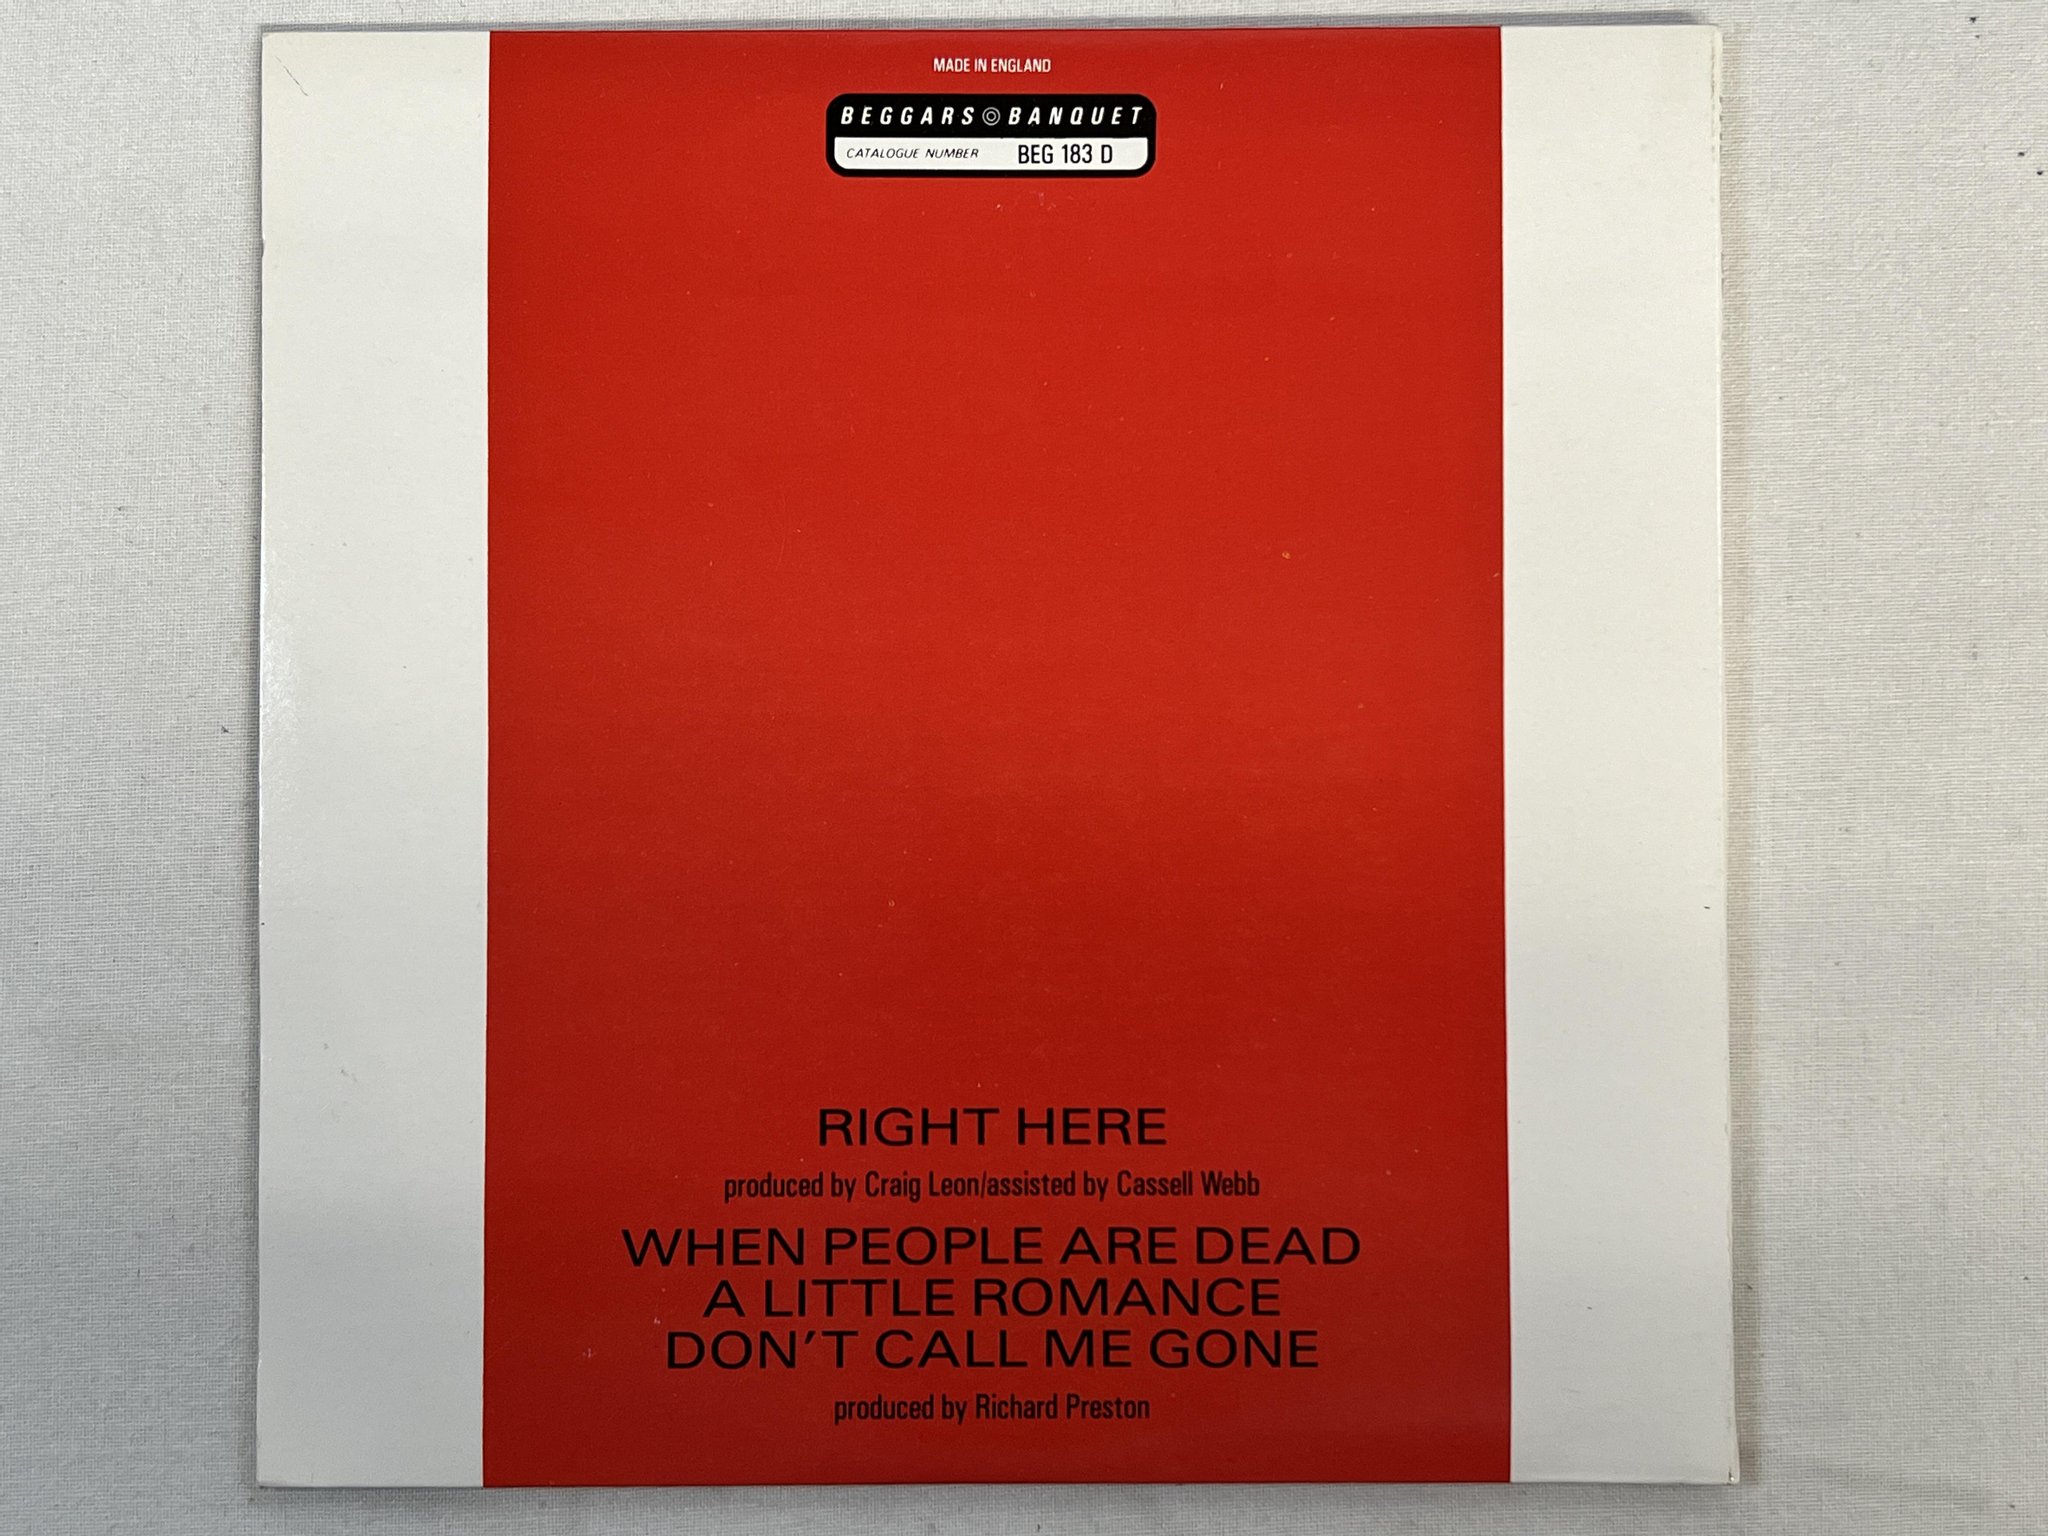 MADE IN ENGLAND
BEGGARS BANQUET
CATALOGUE NUMBER BEG 183 D
RIGHT HERE
produced by Craig Leon/assisted by Cassell Webb
WHEN PEOPLE ARE DEAD
A LITTLE ROMANCE
DON'T CALL ME GONE
produced by Richard Preston